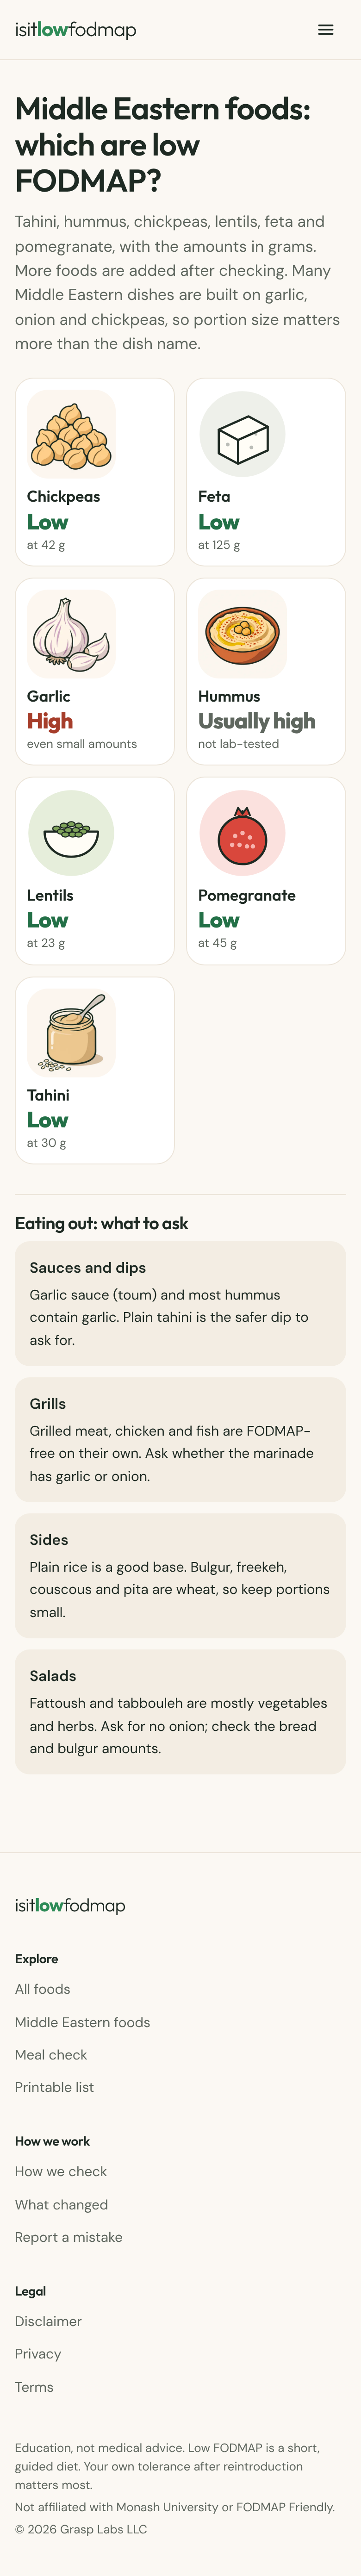 isitlowfodmap
Middle Eastern foods:
which are low
FODMAP?
Tahini, hummus, chickpeas, lentils, feta and
pomegranate, with the amounts in grams.
More foods are added after checking. Many
Middle Eastern dishes are built on garlic,
onion and chickpeas, so portion size matters
more than the dish name.
Chickpeas
Low
at 42 g
Feta
Low
at 125 g
Garlic
High
even small amounts
Hummus
Usually high
not lab-tested
Lentils
Low
at 23 g
Pomegranate
Low
at 45 g
Tahini
Low
at 30 g
Eating out: what to ask
Sauces and dips
Garlic sauce (toum) and most hummus
contain garlic. Plain tahini is the safer dip to
ask for.
Grills
Grilled meat, chicken and fish are FODMAP-
free on their own. Ask whether the marinade
has garlic or onion.
Sides
Plain rice is a good base. Bulgur, freekeh,
couscous and pita are wheat, so keep portions
small.
Salads
Fattoush and tabbouleh are mostly vegetables
and herbs. Ask for no onion; check the bread
and bulgur amounts.
isitlowfodmap
Explore
All foods
Middle Eastern foods
Meal check
Printable list
How we work
How we check
What changed
Report a mistake
Legal
Disclaimer
Privacy
Terms
Education, not medical advice. Low FODMAP is a short,
guided diet. Your own tolerance after reintroduction
matters most.
Not affiliated with Monash University or FODMAP Friendly.
© 2026 Grasp Labs LLC